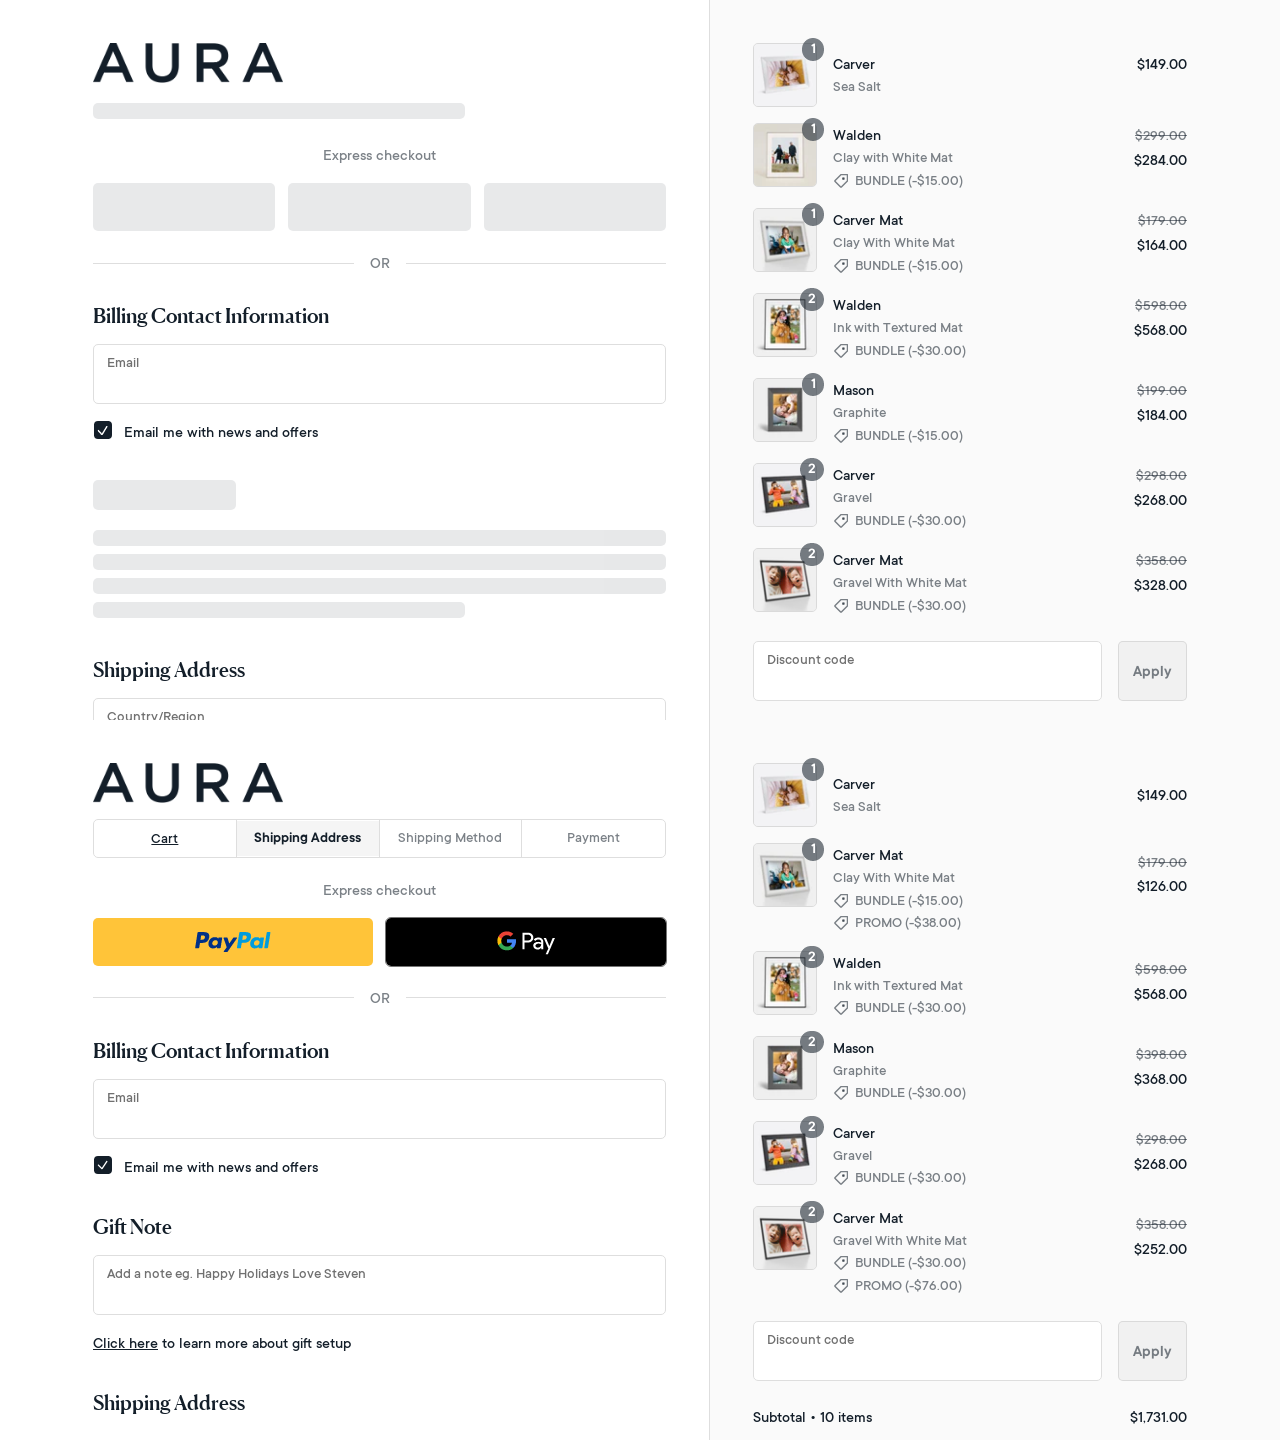 AURA
Express checkout
OR
Billing Contact Information
Email
Email me with news and offers
Shipping Address
Country/Region
1
Carver
$149.00
Sea Salt
1
Walden
$299.00
Clay with White Mat
$284.00
BUNDLE (-$15.00)
1
Carver Mat
$179.00
Clay With White Mat
$164.00
BUNDLE (-$15.00)
2
Walden
$598.00
Ink with Textured Mat
$568.00
BUNDLE (-$30.00)
1
Mason
$199.00
Graphite
$184.00
BUNDLE (-$15.00)
2
Carver
$298.00
Gravel
$268.00
BUNDLE (-$30.00)
2
Carver Mat
$358.00
Gravel With White Mat
$328.00
BUNDLE (-$30.00)
Discount code
Apply
AURA
Cart
Shipping Address
Shipping Method
Payment
Express checkout
PayPal
G Pay
OR
Billing Contact Information
Email
Email me with news and offers
Gift Note
Add a note eg. Happy Holidays Love Steven
Click here to learn more about gift setup
Shipping Address
1
Carver
$149.00
Sea Salt
1
Carver Mat
$179.00
Clay With White Mat
$126.00
BUNDLE (-$15.00)
PROMO (-$38.00)
2
Walden
$598.00
Ink with Textured Mat
$568.00
BUNDLE (-$30.00)
2
Mason
$398.00
Graphite
$368.00
BUNDLE (-$30.00)
2
Carver
$298.00
Gravel
$268.00
BUNDLE (-$30.00)
2
Carver Mat
$358.00
Gravel With White Mat
$252.00
BUNDLE (-$30.00)
PROMO (-$76.00)
Discount code
Apply
Subtotal • 10 items
$1,731.00